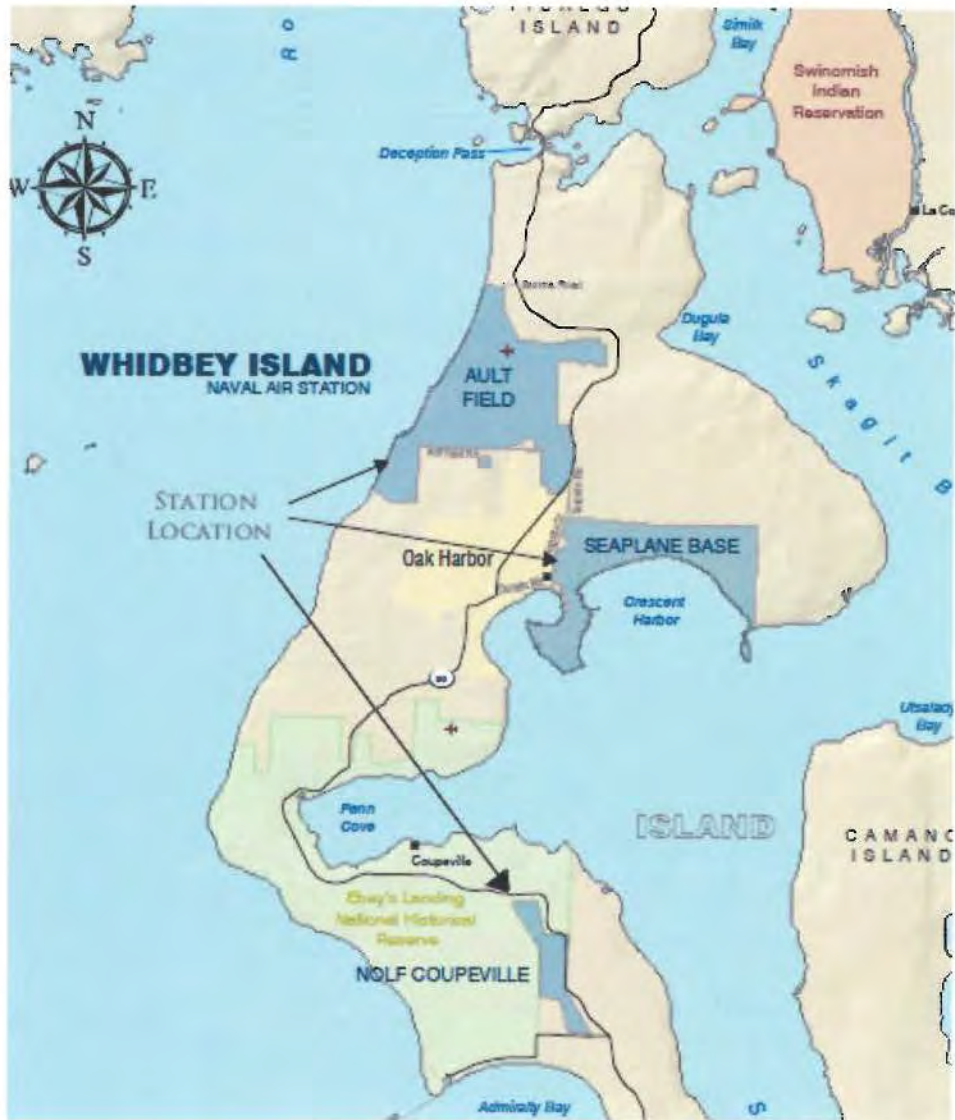 ISLAND
Similk
Bay
Swinomish
Indian
Reservation
N
W
E
S
Deception Pass
La Co
Dugula
Bay
WHIDBEY ISLAND
NAVAL AIR STATION
AULT
FIELD
Skagit B
STATION
LOCATION
SEAPLANE BASE
Oak Harbor
Crescent
Harbor
Utsalady
Bay
Penn
Cove
ISLAND
Coupeville
CAMANO
ISLAND
Ebey's Landing
National Historical
Reserve
NOLF COUPEVILLE
Admiralty Bay
S